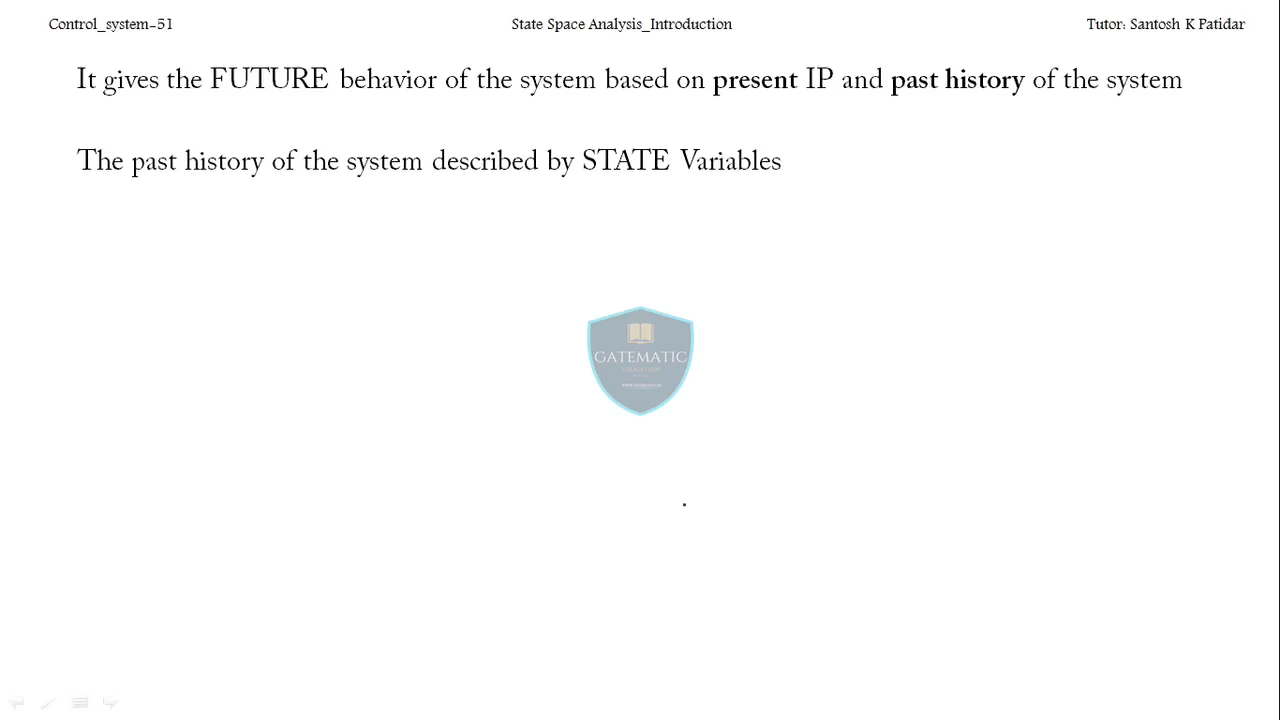 Control_system-51 State Space Analysis_Introduction Tutor: Santosh K Patidar
It gives the FUTURE behavior of the system based on present IP and past history of the system
The past history of the system described by STATE Variables
GATEMATIC
EDUCATION